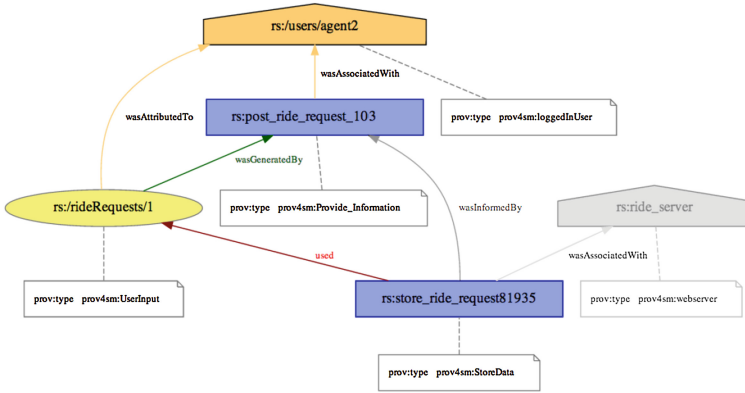 rs:/users/agent2
wasAssociatedWith
wasAttributedTo
rs:post_ride_request_103
prov:type prov4sm:loggedInUser
wasGeneratedBy
rs:/rideRequests/1
prov:type prov4sm:Provide_Information
wasInformedBy
rs:ride_server
used
wasAssociatedWith
prov:type prov4sm:UserInput
rs:store_ride_request81935
prov:type prov4sm:webserver
prov:type prov4sm:StoreData